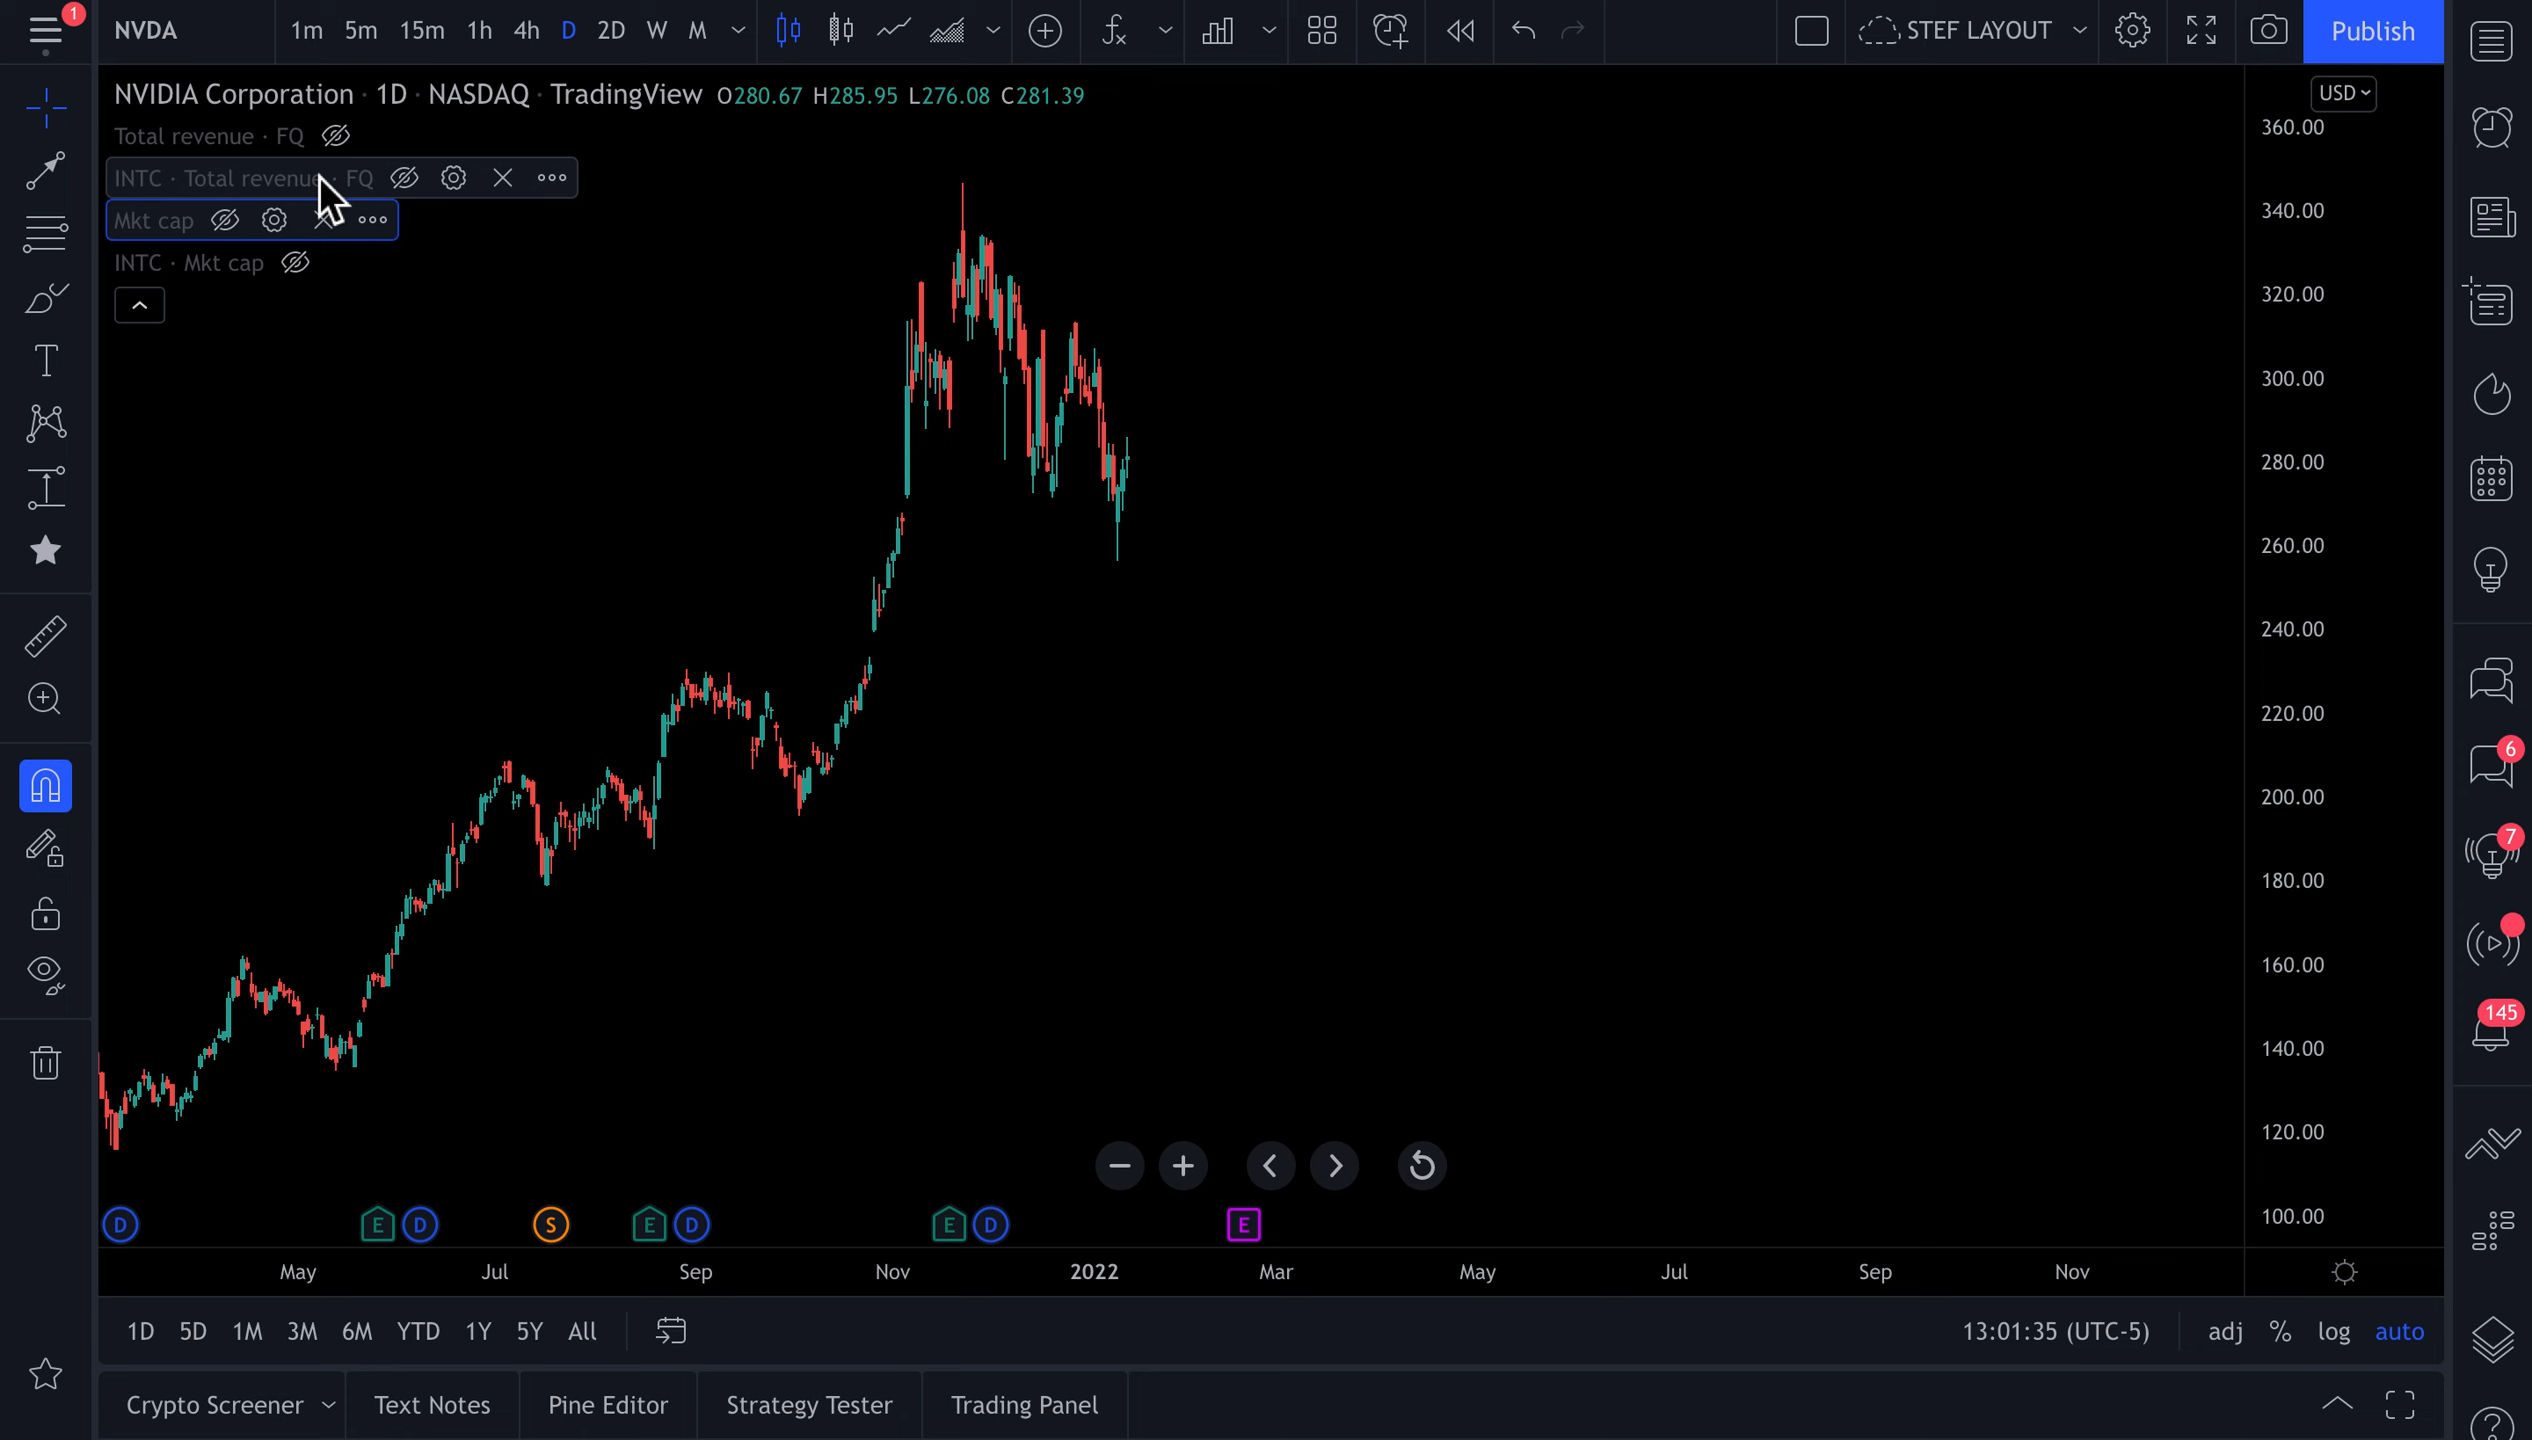 1
NVDA 1m 5m 15m 1h 4h D 2D W M STEF LAYOUT Publish
NVIDIA Corporation · 1D · NASDAQ · TradingView O280.67 H285.95 L276.08 C281.39
USD
Total revenue · FQ
INTC · Total revenue · FQ
Mkt cap
INTC · Mkt cap
360.00
340.00
320.00
300.00
280.00
260.00
240.00
220.00
200.00
180.00
160.00
140.00
120.00
100.00
6
7
145
D E D S E D E D E
May Jul Sep Nov 2022 Mar May Jul Sep Nov
1D 5D 1M 3M 6M YTD 1Y 5Y All 13:01:35 (UTC-5) adj % log auto
Crypto Screener Text Notes Pine Editor Strategy Tester Trading Panel